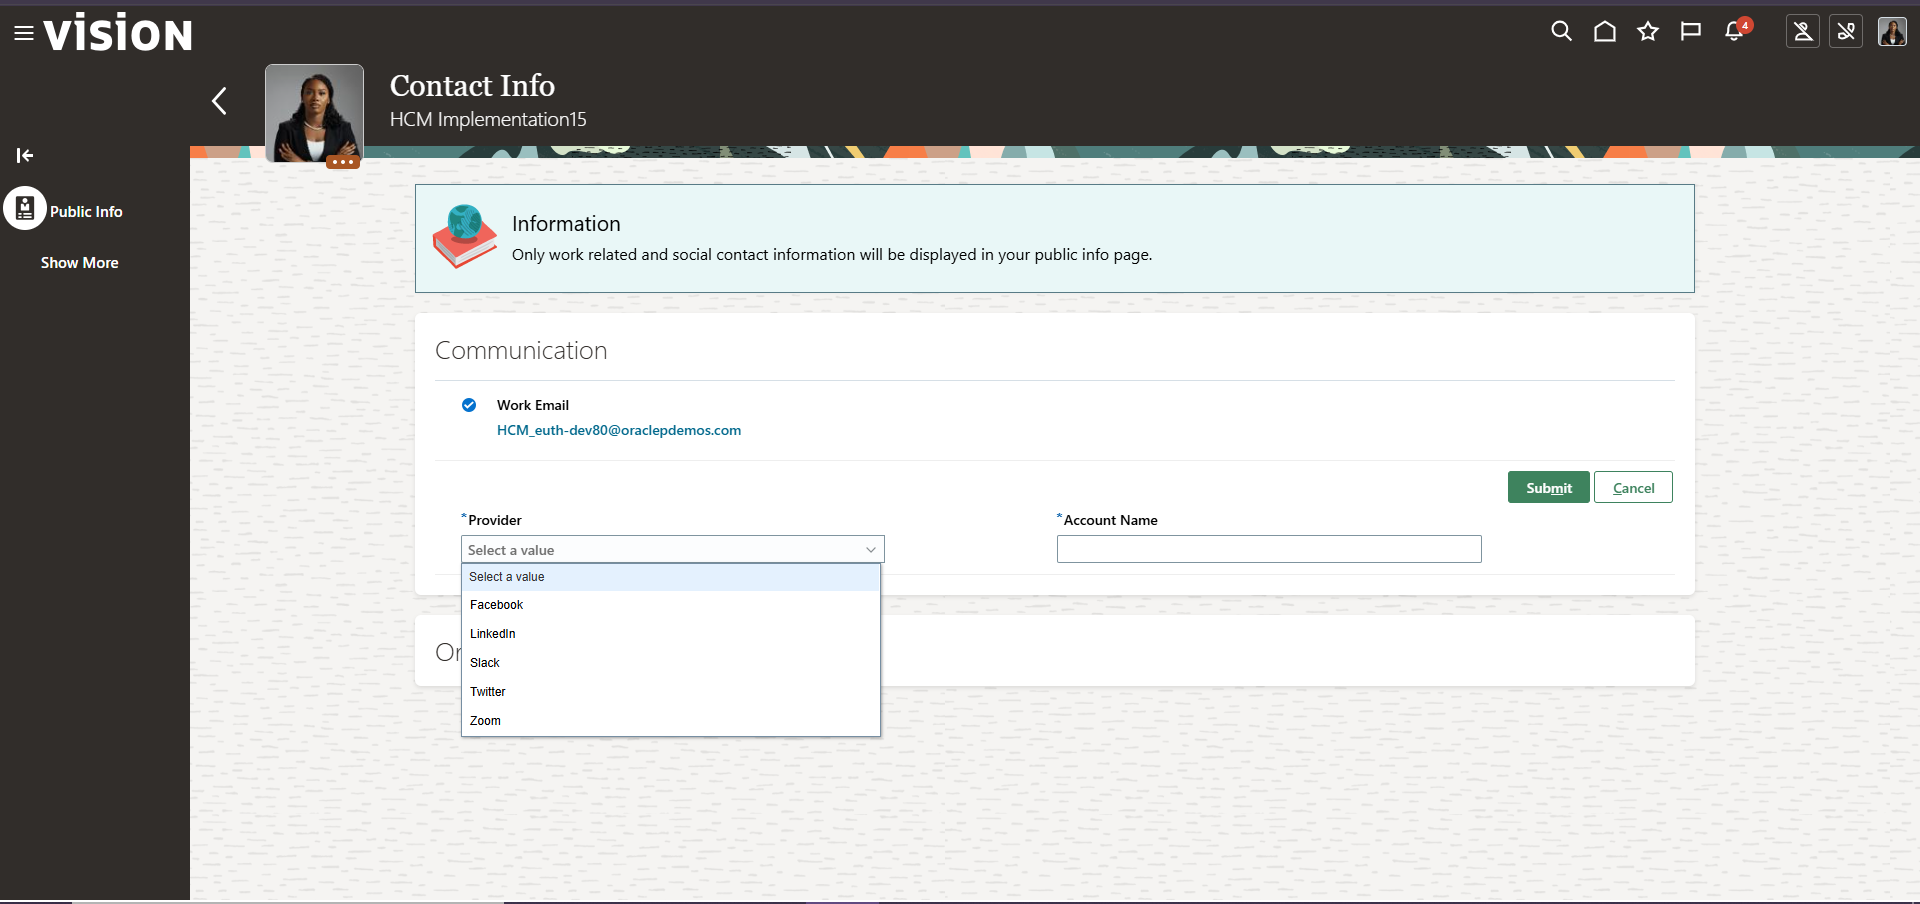 vision
4
Contact Info
HCM Implementation15
Public Info
Show More
Information
Only work related and social contact information will be displayed in your public info page.
Communication
Work Email
HCM_euth-dev80@oraclepdemos.com
Submit Cancel
*Provider
*Account Name
Select a value
Select a value
Facebook
LinkedIn
Slack
Twitter
Zoom